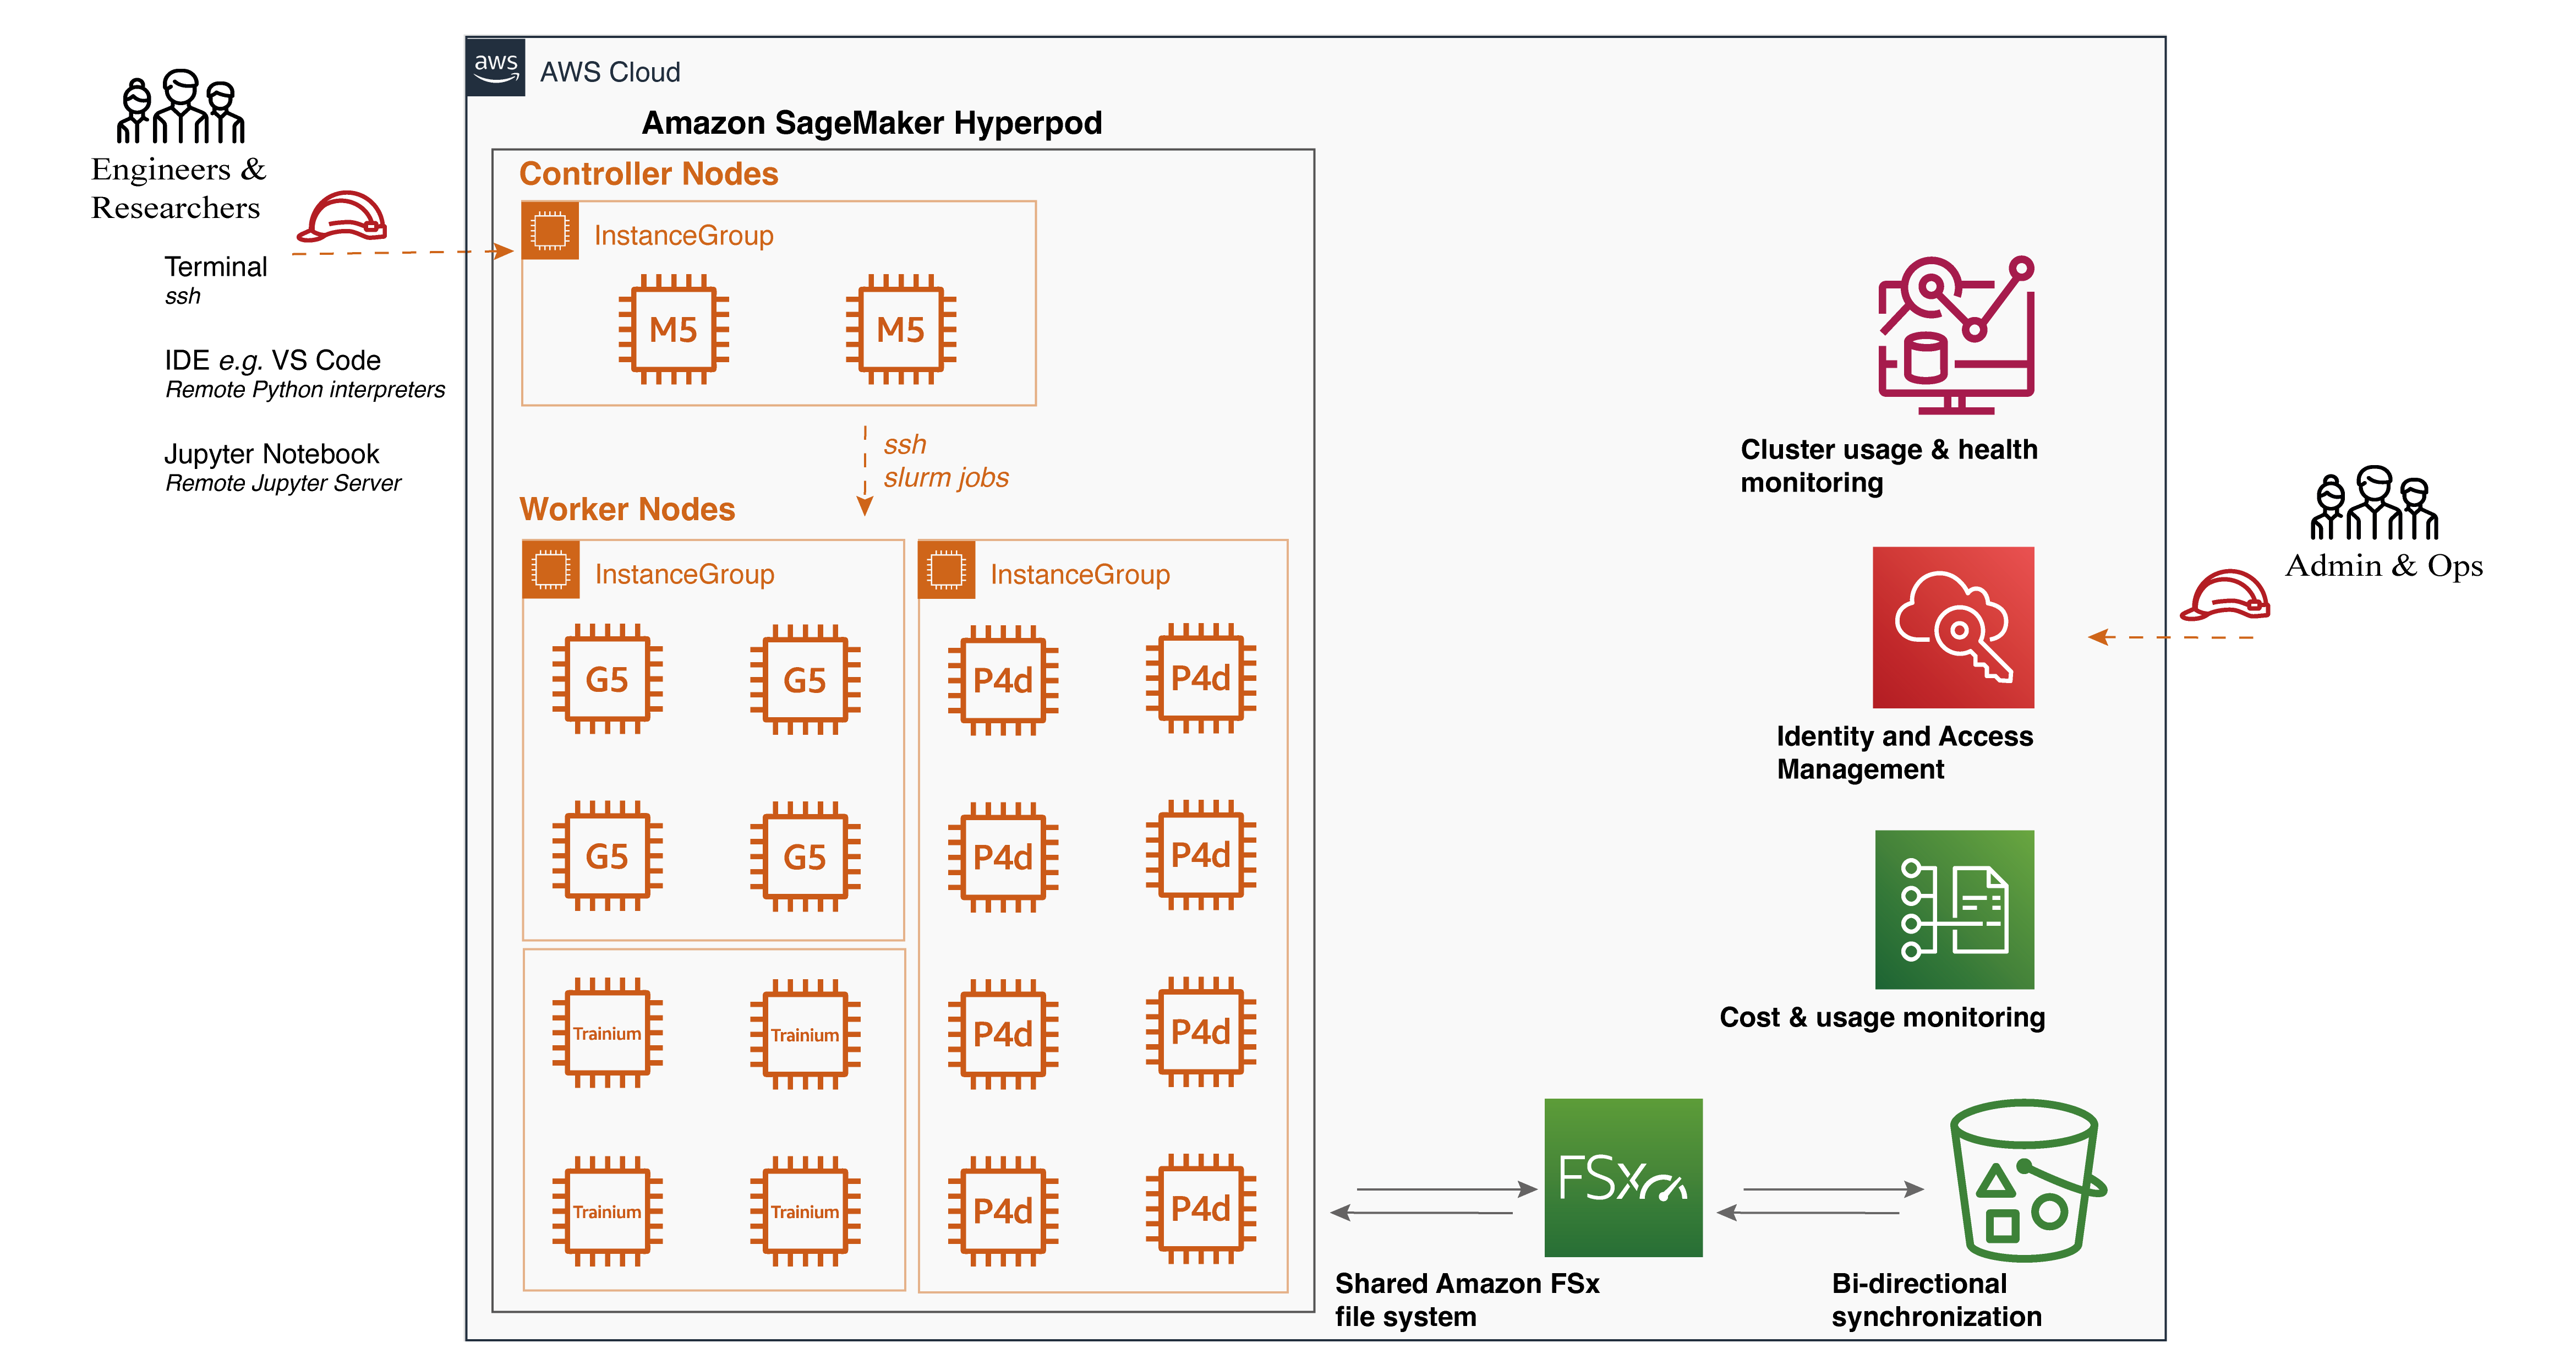 aws
AWS Cloud
Amazon SageMaker Hyperpod
Engineers &
Researchers
Terminal
ssh
IDE e.g. VS Code
Remote Python interpreters
Jupyter Notebook
Remote Jupyter Server
Controller Nodes
InstanceGroup
M5 M5
ssh
slurm jobs
Worker Nodes
InstanceGroup
G5 G5
G5 G5
Trainium Trainium
Trainium Trainium
InstanceGroup
P4d P4d
P4d P4d
P4d P4d
P4d P4d
Cluster usage & health
monitoring
Identity and Access
Management
Cost & usage monitoring
Admin & Ops
FSx
Shared Amazon FSx
file system
Bi-directional
synchronization